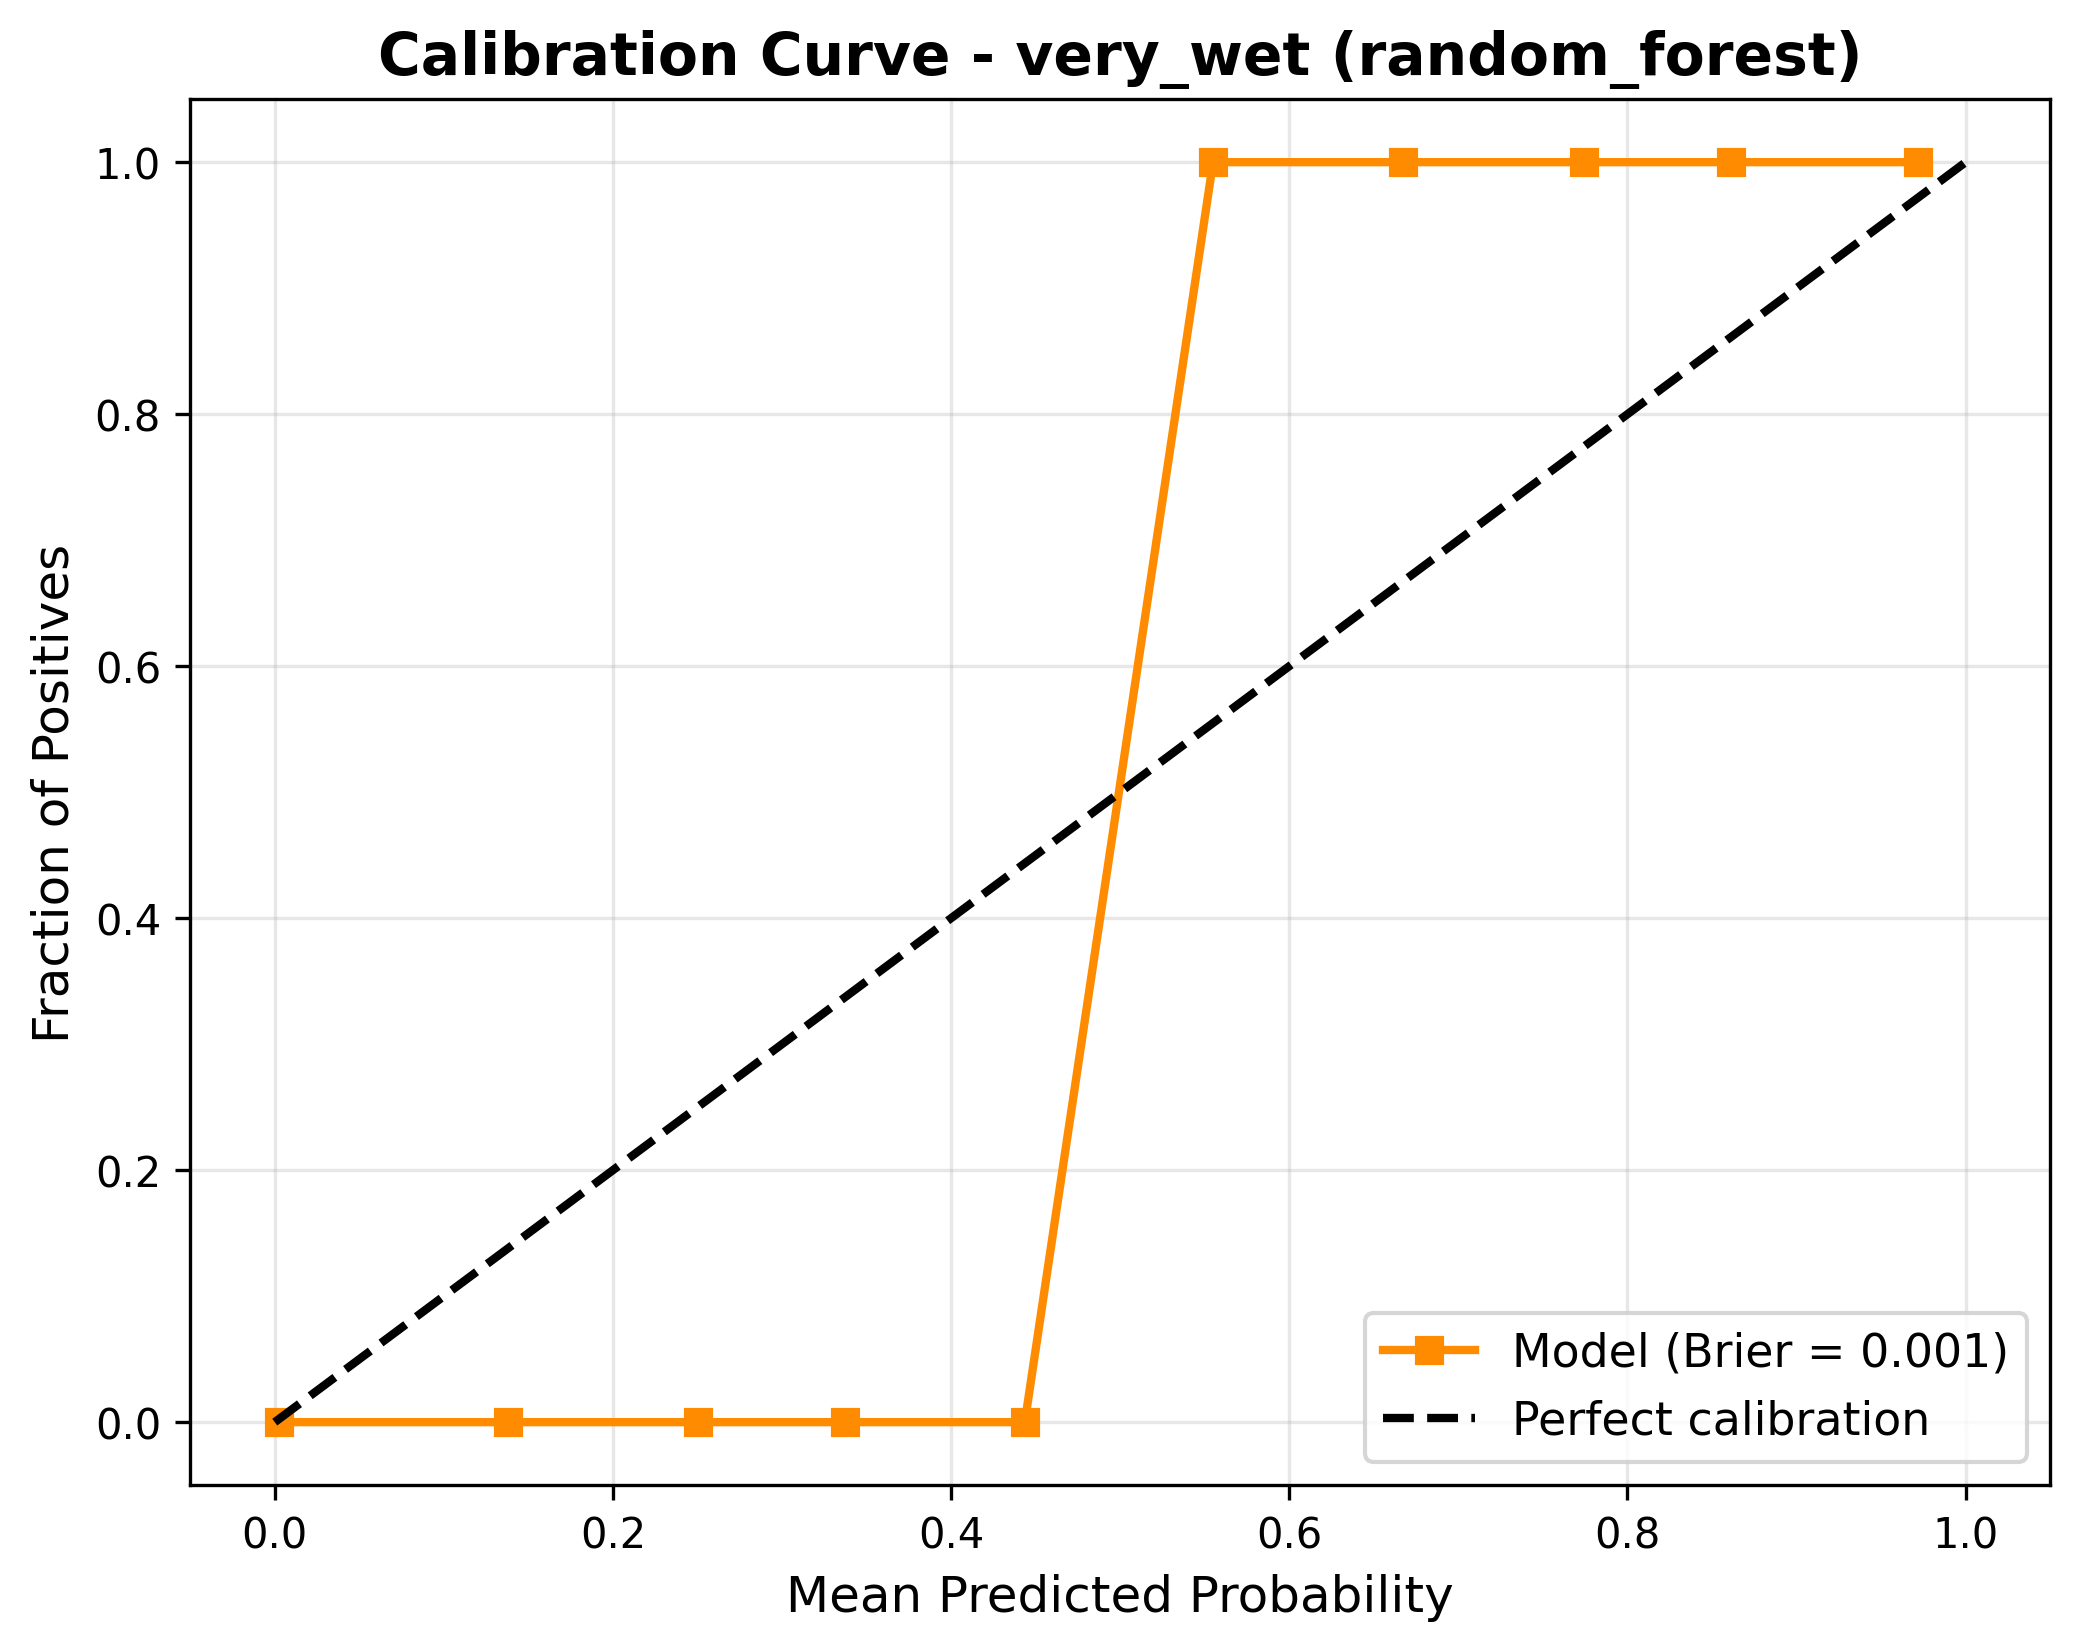 Calibration Curve - very_wet (random_forest)
1.0
0.8
0.6
0.4
0.2
0.0
Fraction of Positives
0.0 0.2 0.4 0.6 0.8 1.0
Mean Predicted Probability
Model (Brier = 0.001)
Perfect calibration